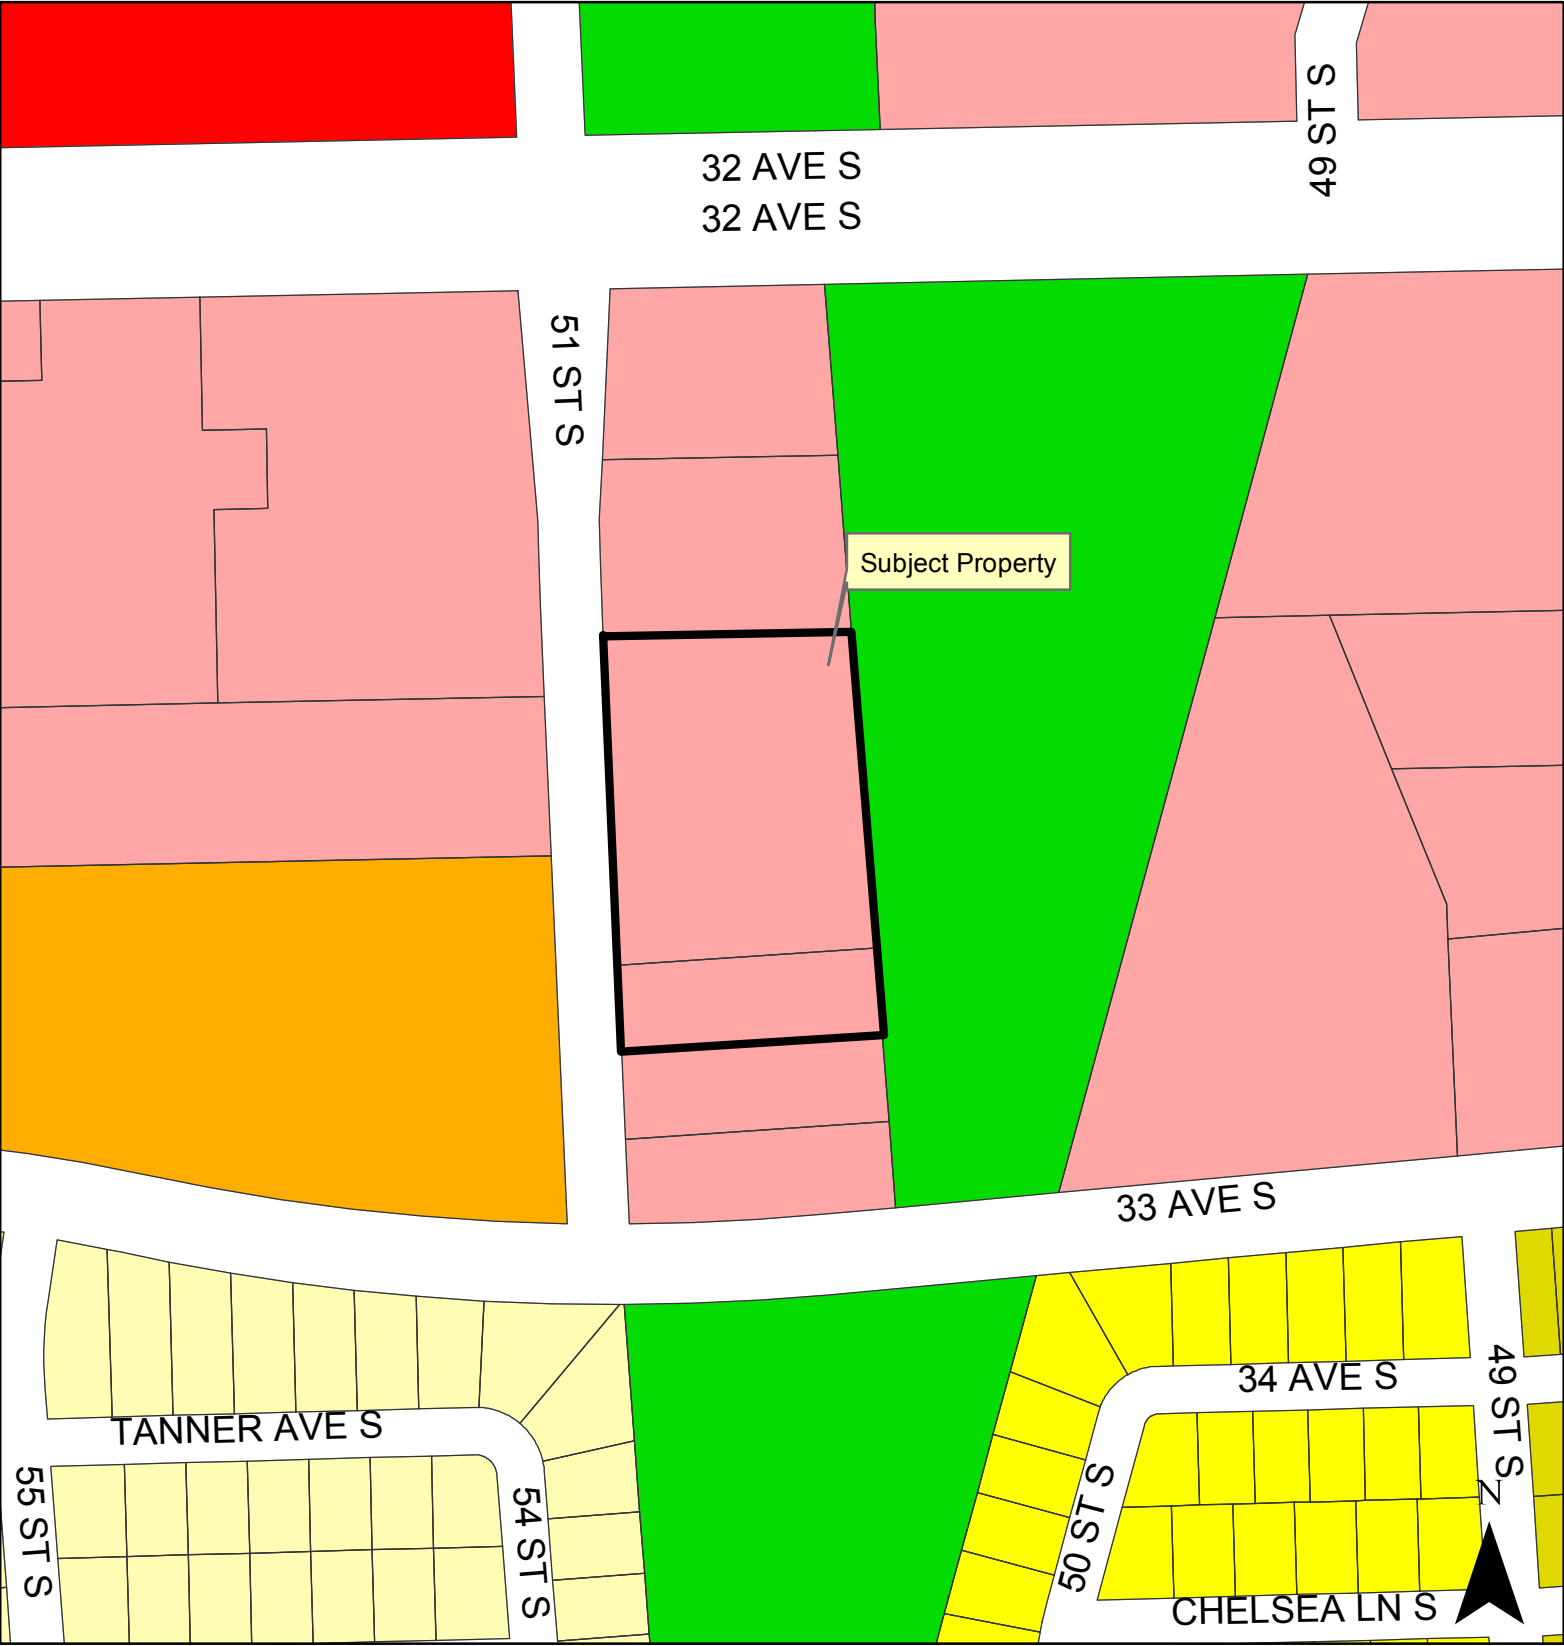 32 AVE S
32 AVE S
49 ST S
51 ST S
Subject Property
33 AVE S
34 AVE S
49 ST S
TANNER AVE S
55 ST S
54 ST S
50 ST S
N
CHELSEA LN S